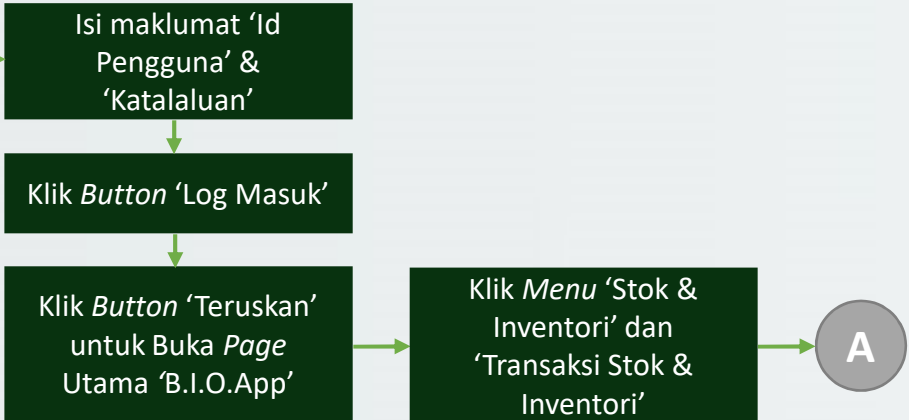 Isi maklumat ‘Id
Pengguna’ &
‘Katalaluan’
Klik Button ‘Log Masuk’
Klik Button ‘Teruskan’
untuk Buka Page
Utama ‘B.I.O.App’
Klik Menu ‘Stok &
Inventori’ dan
‘Transaksi Stok &
Inventori’
A